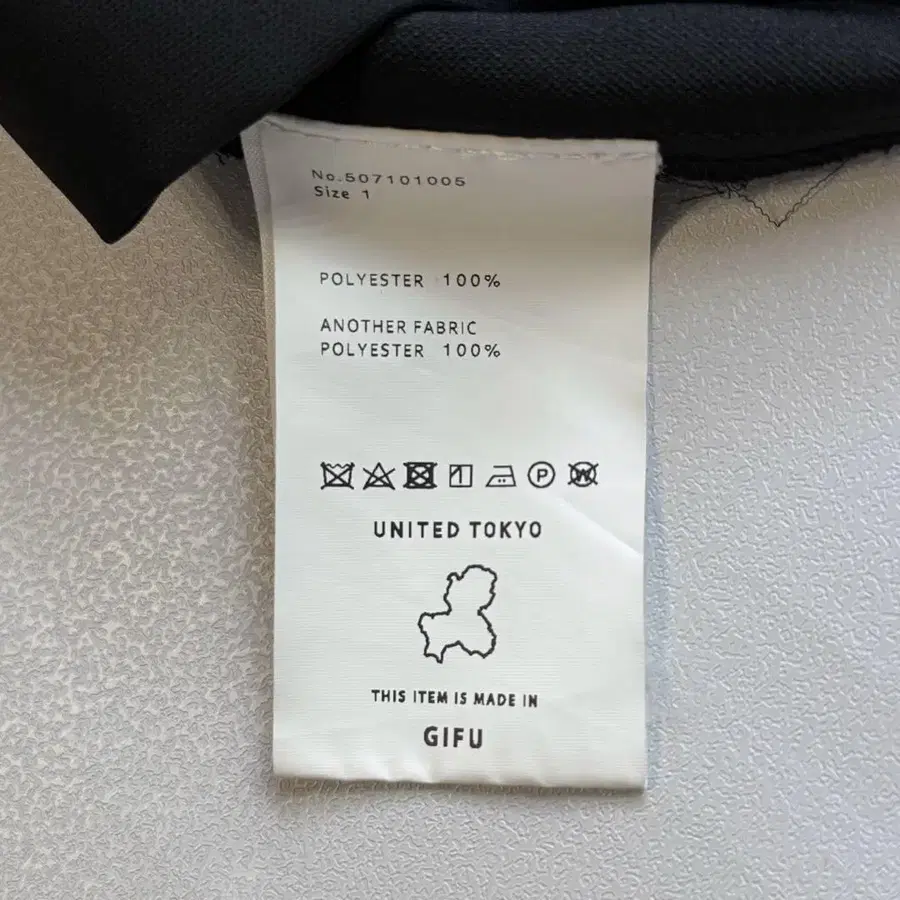 No.507101005
Size 1
POLYESTER 100%
ANOTHER FABRIC
POLYESTER 100%
P W
UNITED TOKYO
THIS ITEM IS MADE IN
GIFU